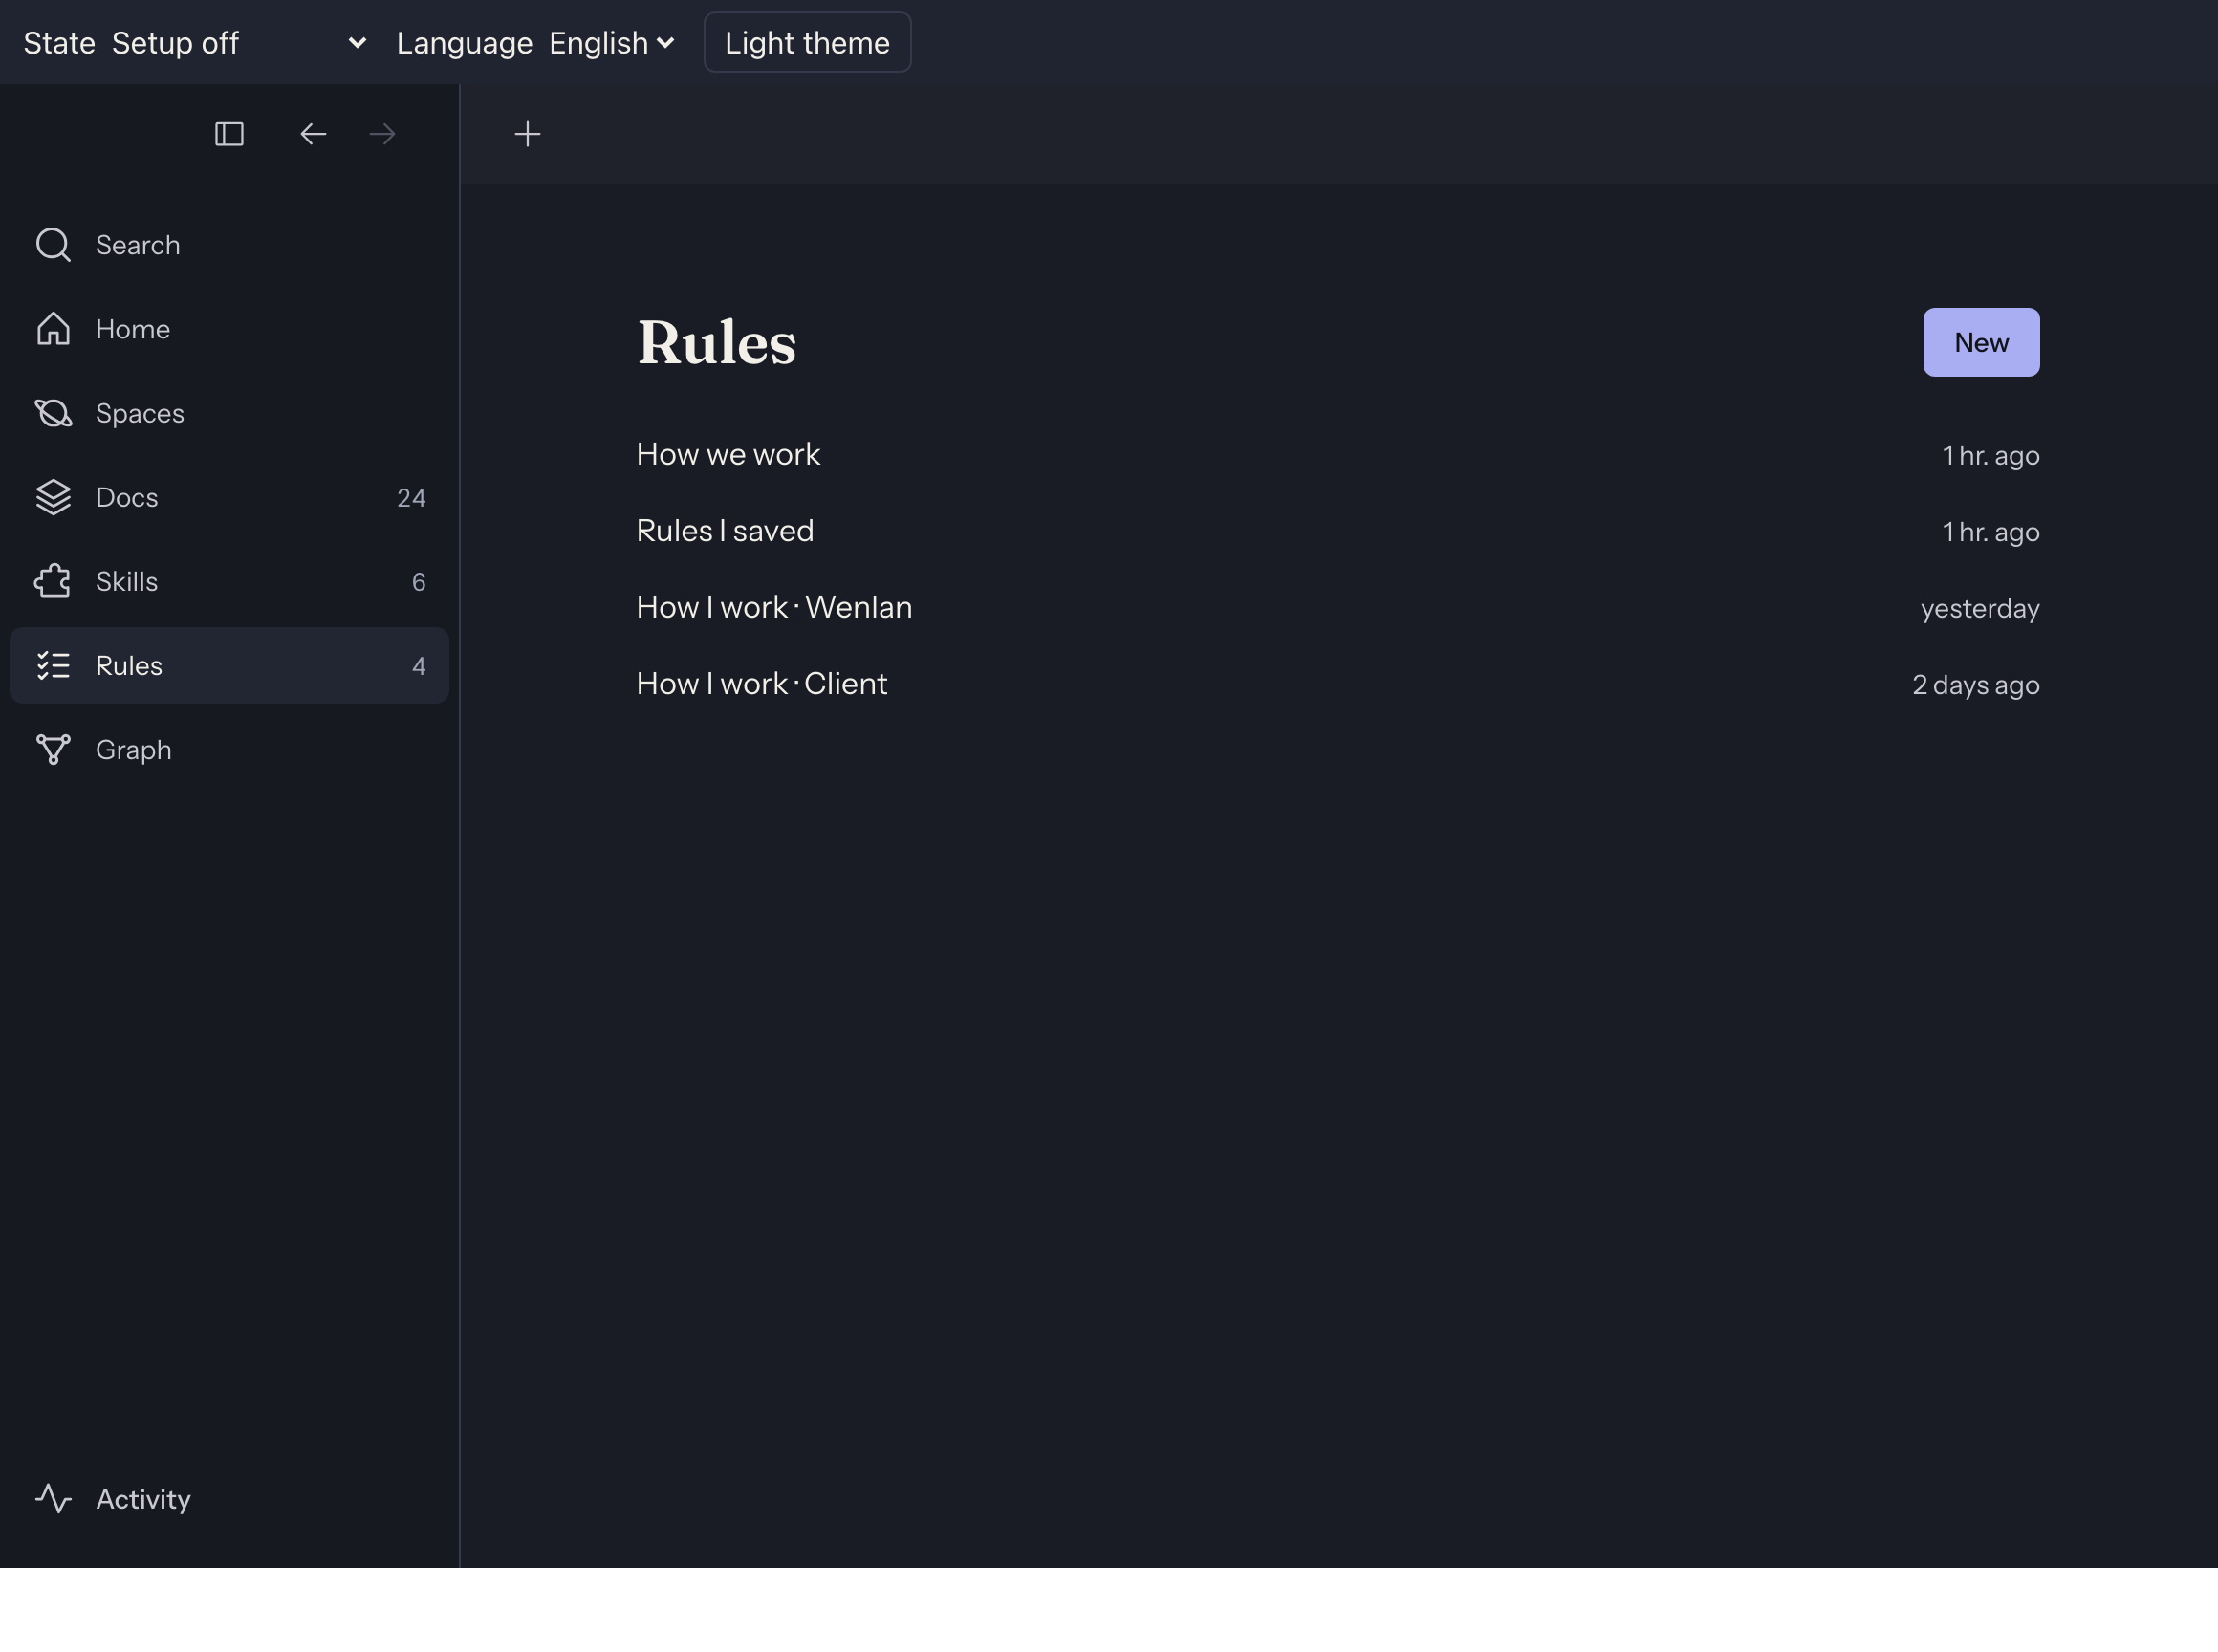 State Setup off Language English Light theme
Search
Home
Spaces
Docs 24
Skills 6
Rules 4
Graph
Activity
Rules New
How we work 1 hr. ago
Rules I saved 1 hr. ago
How I work · Wenlan yesterday
How I work · Client 2 days ago